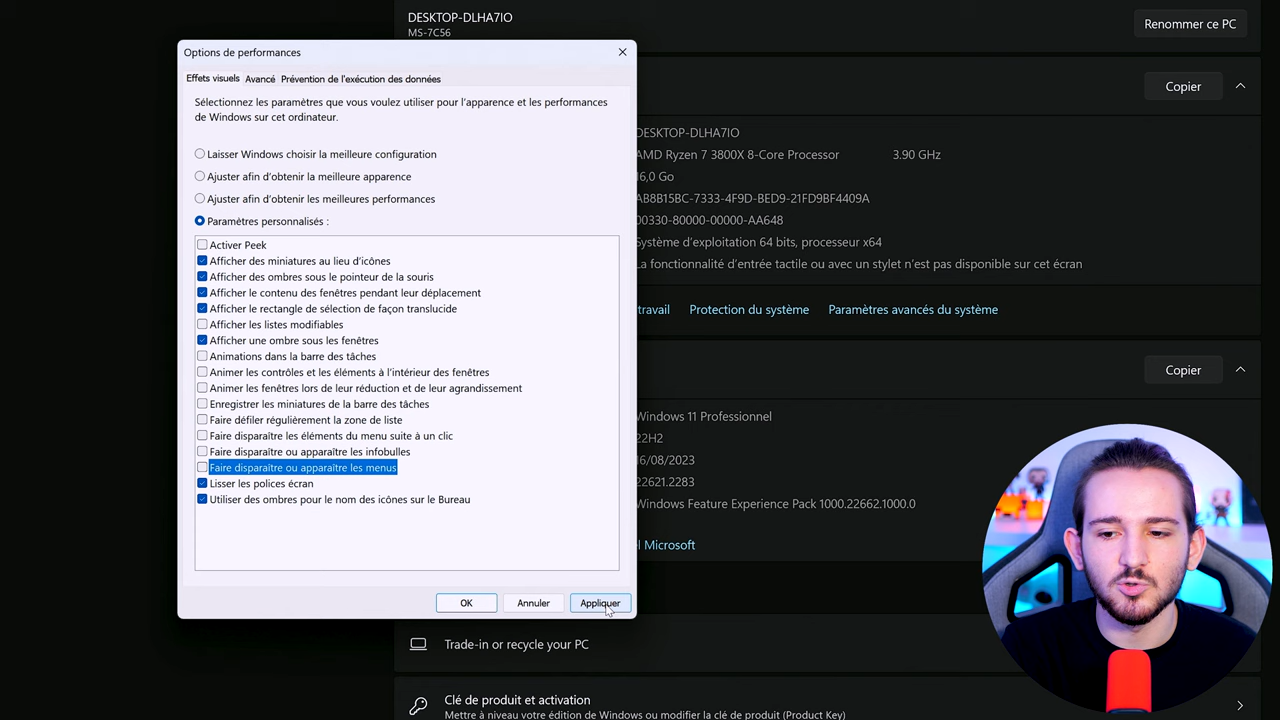 DESKTOP-DLHA7IO
MS-7C56
Renommer ce PC
Options de performances
Effets visuels
Avancé
Prévention de l'exécution des données
Sélectionnez les paramètres que vous voulez utiliser pour l'apparence et les performances
de Windows sur cet ordinateur.
Laisser Windows choisir la meilleure configuration
Ajuster afin d'obtenir la meilleure apparence
Ajuster afin d'obtenir les meilleures performances
Paramètres personnalisés :
Activer Peek
Afficher des miniatures au lieu d'icônes
Afficher des ombres sous le pointeur de la souris
Afficher le contenu des fenêtres pendant leur déplacement
Afficher le rectangle de sélection de façon translucide
Afficher les listes modifiables
Afficher une ombre sous les fenêtres
Animations dans la barre des tâches
Animer les contrôles et les éléments à l'intérieur des fenêtres
Animer les fenêtres lors de leur réduction et de leur agrandissement
Enregistrer les miniatures de la barre des tâches
Faire défiler régulièrement la zone de liste
Faire disparaître les éléments du menu suite à un clic
Faire disparaître ou apparaître les infobulles
Faire disparaître ou apparaître les menus
Lisser les polices écran
Utiliser des ombres pour le nom des icônes sur le Bureau
OK
Annuler
Appliquer
Copier
DESKTOP-DLHA7IO
AMD Ryzen 7 3800X 8-Core Processor 3.90 GHz
16,0 Go
AB8B15BC-7333-4F9D-BED9-21FD9BF4409A
00330-80000-00000-AA648
Système d'exploitation 64 bits, processeur x64
La fonctionnalité d'entrée tactile ou avec un stylet n'est pas disponible sur cet écran
travail
Protection du système
Paramètres avancés du système
Copier
Windows 11 Professionnel
22H2
16/08/2023
22621.2283
Windows Feature Experience Pack 1000.22662.1000.0
Microsoft
Trade-in or recycle your PC
Clé de produit et activation
Mettre à niveau votre édition de Windows ou modifier la clé de produit (Product Key)